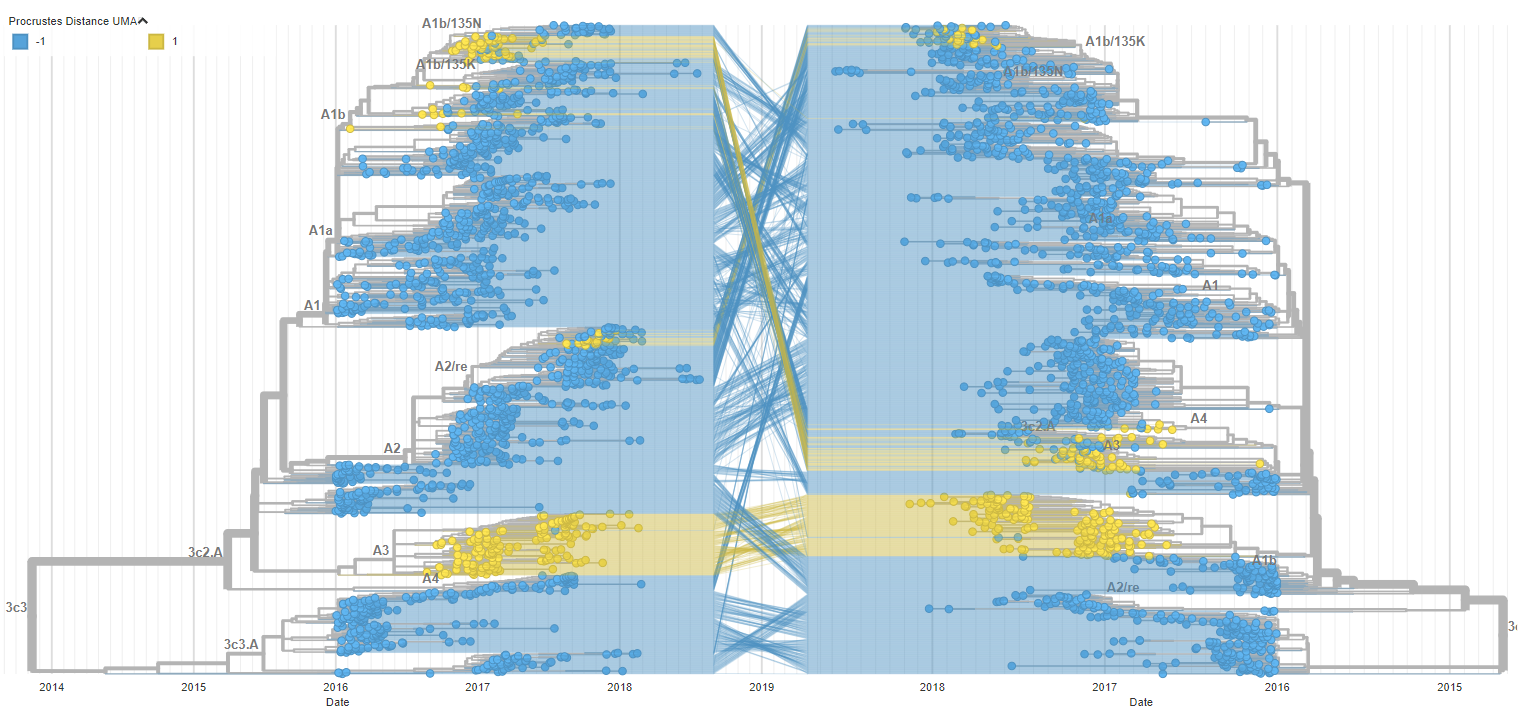 Procrustes Distance UMA
-1
1
A1b/135N
A1b/135K
A1b
A1a
A1
A2/re
A2
A3
A4
3c2.A
3c3
3c3.A
A1b/135K
A1b/135N
A1a
A1
A4
3c2.A
A3
A1b
A2/re
2014
2015
2016
2017
2018
2019
2018
2017
2016
2015
Date
Date